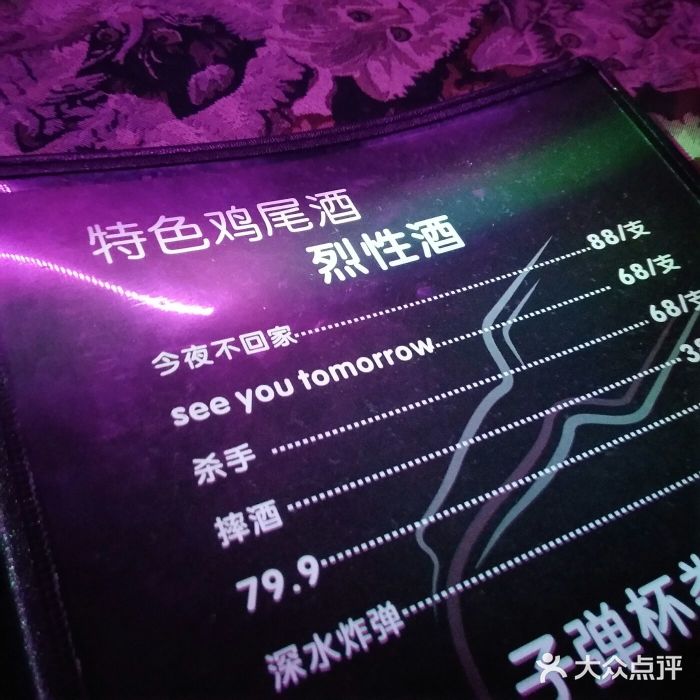 特色鸡尾酒
烈性酒
今夜不回家 88/支
see you tomorrow 68/支
杀手 68/支
摔酒
79.9
深水炸弹
子弹杯
大众点评